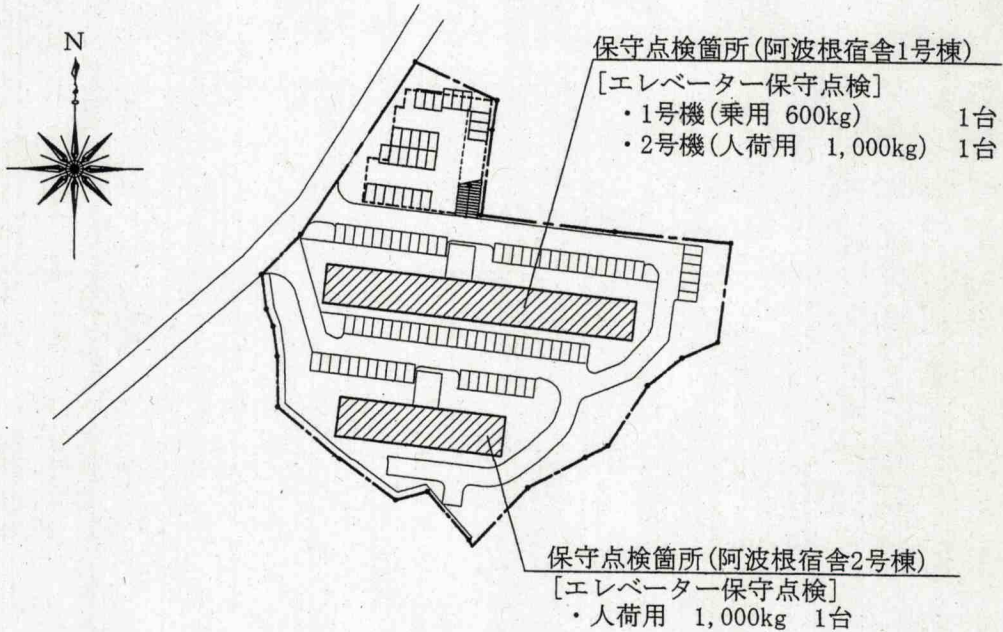 N
保守点検箇所(阿波根宿舎1号棟)
[エレベーター保守点検]
・1号機(乗用 600kg) 1台
・2号機(人荷用 1,000kg) 1台
保守点検箇所(阿波根宿舎2号棟)
[エレベーター保守点検]
・人荷用 1,000kg 1台